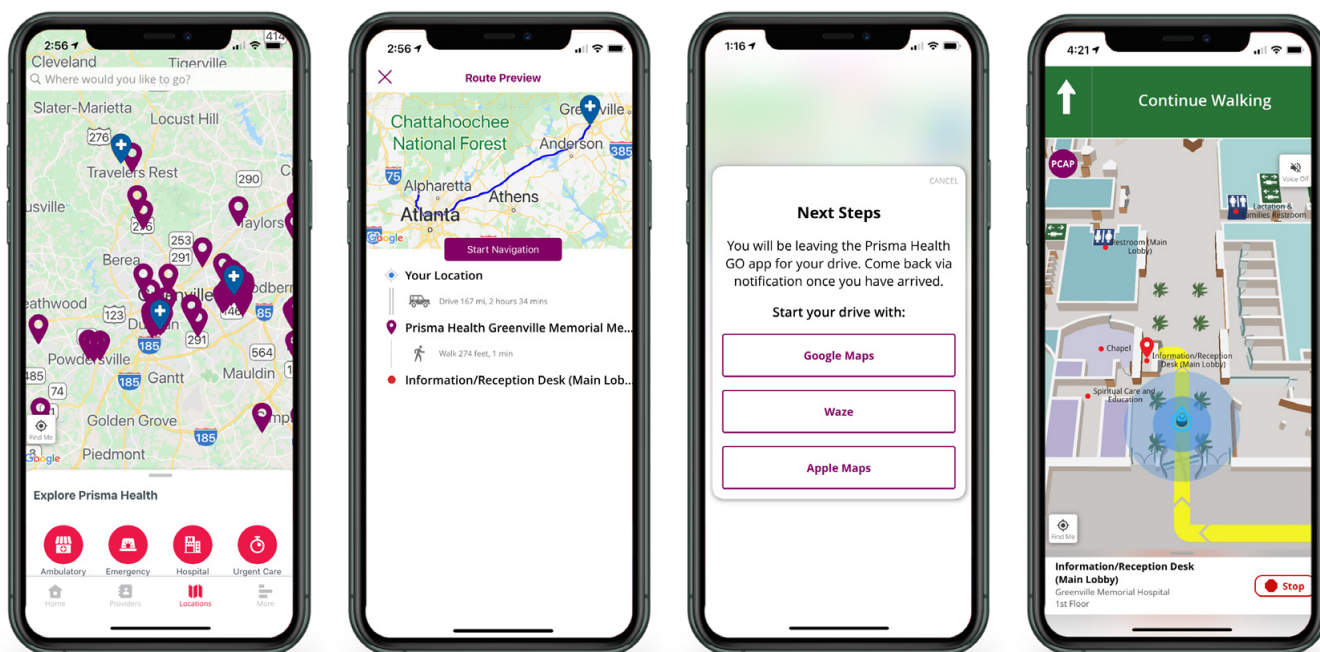 2:56
414
Cleveland
Tigerville
Where would you like to go?
Slater-Marietta
Locust Hill
276
Travelers Rest
290
usville
276
aylors
253
291
Berea
eathwood
123
85
185
291
Powdersville
564
185
Gantt
Mauldin
485
74
Golden Grove
185
Find Me
Google
Piedmont
Explore Prisma Health
Ambulatory
Emergency
Hospital
Urgent Care
Home
Providers
Locations
More
2:56
Route Preview
Chattahoochee
National Forest
Anderson
385
75
85
Alpharetta
Athens
Atlanta
Google
Start Navigation
Your Location
Drive 167 mi, 2 hours 34 mins
Prisma Health Greenville Memorial Me...
Walk 274 feet, 1 min
Information/Reception Desk (Main Lob...
1:16
CANCEL
Next Steps
You will be leaving the Prisma Health
GO app for your drive. Come back via
notification once you have arrived.
Start your drive with:
Google Maps
Waze
Apple Maps
4:21
Continue Walking
PCAP
Voice Off
Lactation &
Families Restroom
Restroom (Main
Lobby)
Chapel
Information/Reception
Desk (Main Lobby)
Spiritual Care and
Education
Find Me
Information/Reception Desk
(Main Lobby)
Greenville Memorial Hospital
1st Floor
Stop